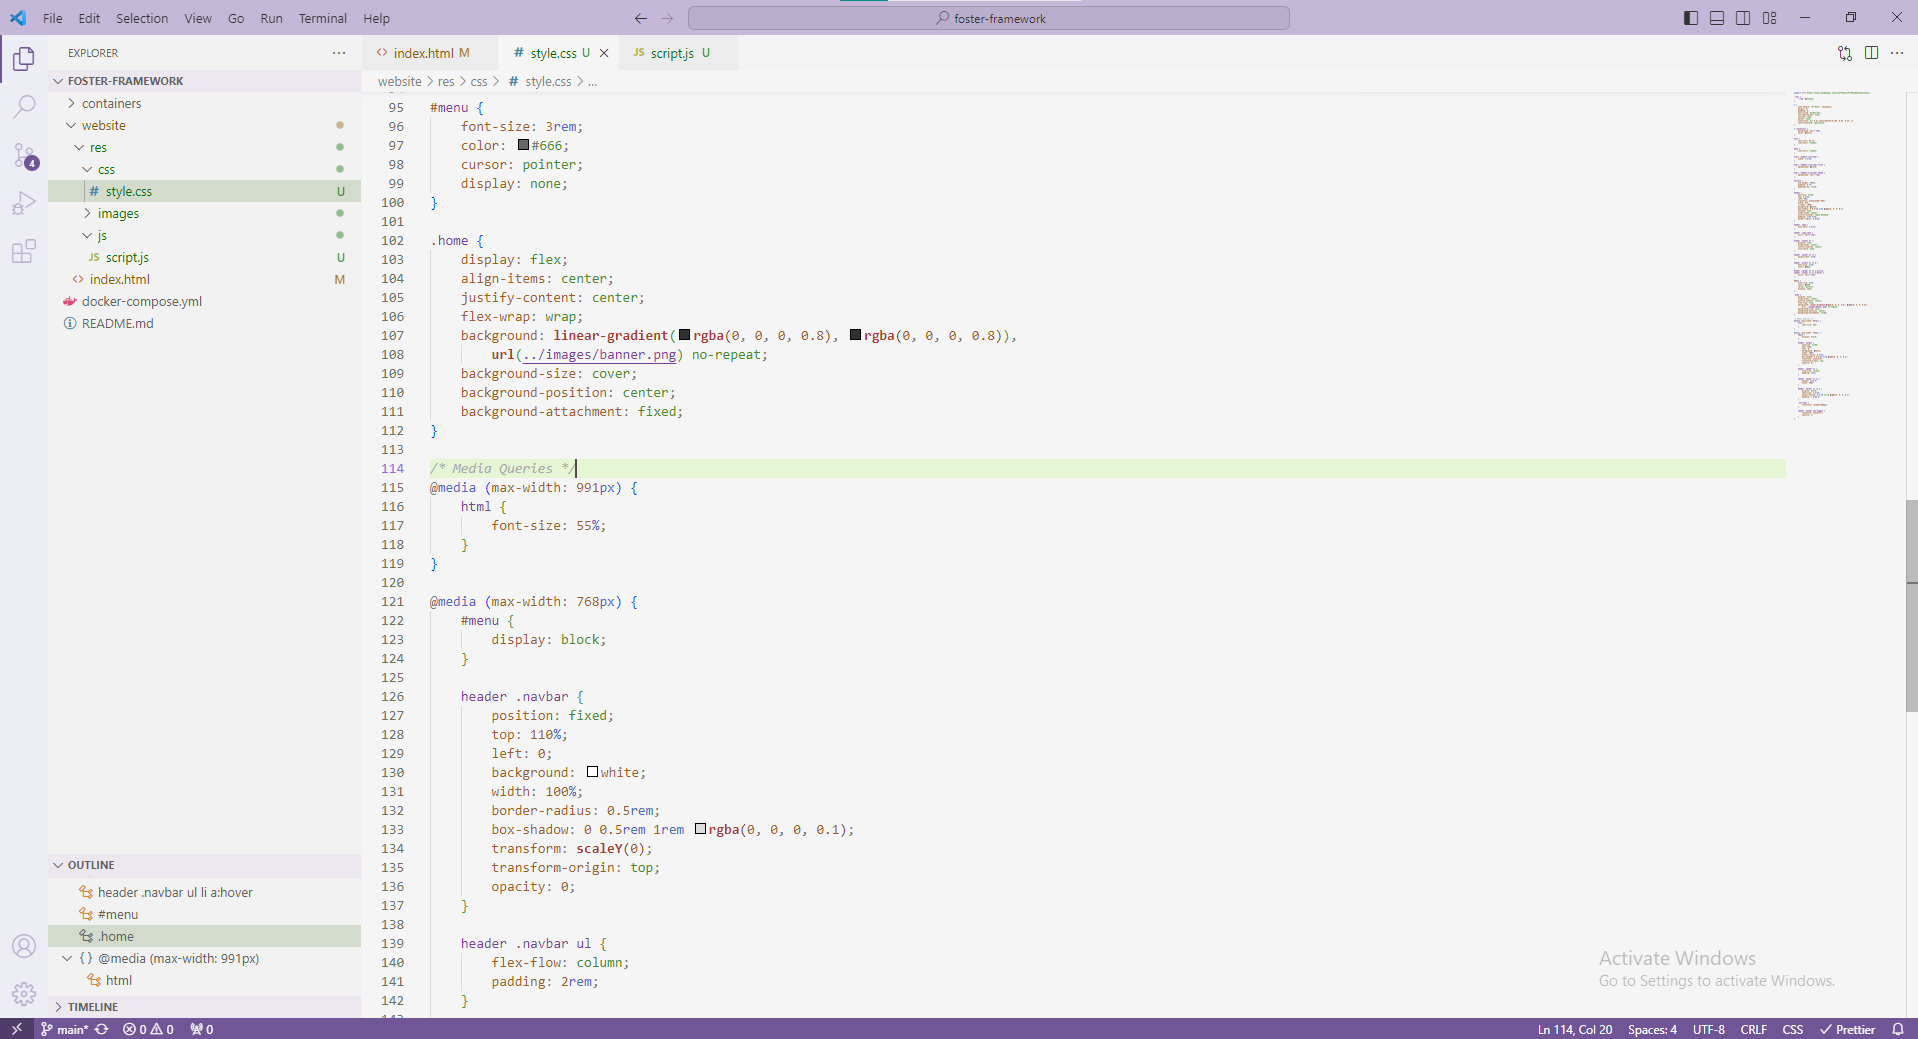 File Edit Selection View Go Run Terminal Help
foster-framework
EXPLORER
FOSTER-FRAMEWORK
containers
website
res
css
# style.css U
images
js
JS script.js U
<> index.html M
docker-compose.yml
README.md
4
OUTLINE
header .navbar ul li a:hover
#menu
.home
{} @media (max-width: 991px)
html
TIMELINE
<> index.html M
# style.css U
JS script.js U
website > res > css > # style.css > ...
95 #menu {
96 font-size: 3rem;
97 color: #666;
98 cursor: pointer;
99 display: none;
100 }
101
102 .home {
103 display: flex;
104 align-items: center;
105 justify-content: center;
106 flex-wrap: wrap;
107 background: linear-gradient(rgba(0, 0, 0, 0.8), rgba(0, 0, 0, 0.8)),
108 url(../images/banner.png) no-repeat;
109 background-size: cover;
110 background-position: center;
111 background-attachment: fixed;
112 }
113
114 /* Media Queries */
115 @media (max-width: 991px) {
116 html {
117 font-size: 55%;
118 }
119 }
120
121 @media (max-width: 768px) {
122 #menu {
123 display: block;
124 }
125
126 header .navbar {
127 position: fixed;
128 top: 110%;
129 left: 0;
130 background: white;
131 width: 100%;
132 border-radius: 0.5rem;
133 box-shadow: 0 0.5rem 1rem rgba(0, 0, 0, 0.1);
134 transform: scaleY(0);
135 transform-origin: top;
136 opacity: 0;
137 }
138
139 header .navbar ul {
140 flex-flow: column;
141 padding: 2rem;
142 }
Activate Windows
Go to Settings to activate Windows.
main* 0 0 0
Ln 114, Col 20 Spaces: 4 UTF-8 CRLF CSS Prettier